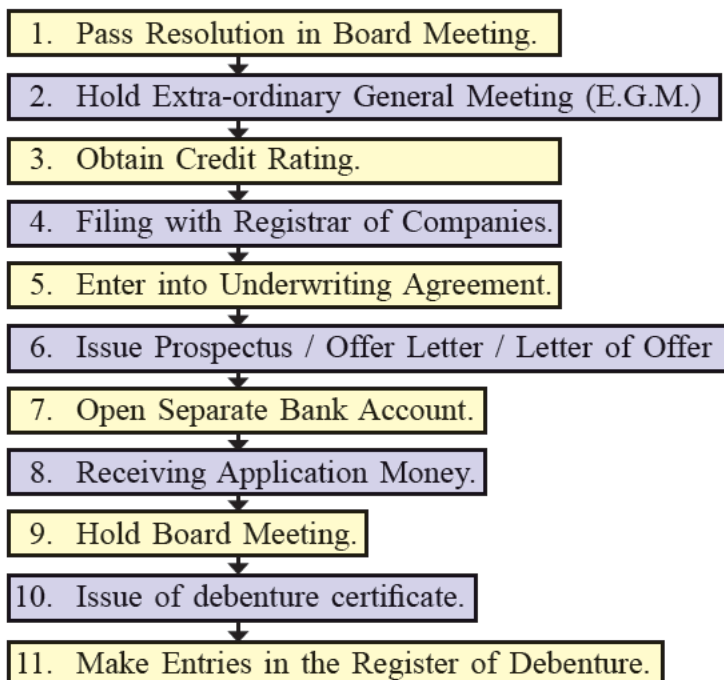 1. Pass Resolution in Board Meeting.
2. Hold Extra-ordinary General Meeting (E.G.M.)
3. Obtain Credit Rating.
4. Filing with Registrar of Companies.
5. Enter into Underwriting Agreement.
6. Issue Prospectus / Offer Letter / Letter of Offer
7. Open Separate Bank Account.
8. Receiving Application Money.
9. Hold Board Meeting.
10. Issue of debenture certificate.
11. Make Entries in the Register of Debenture.